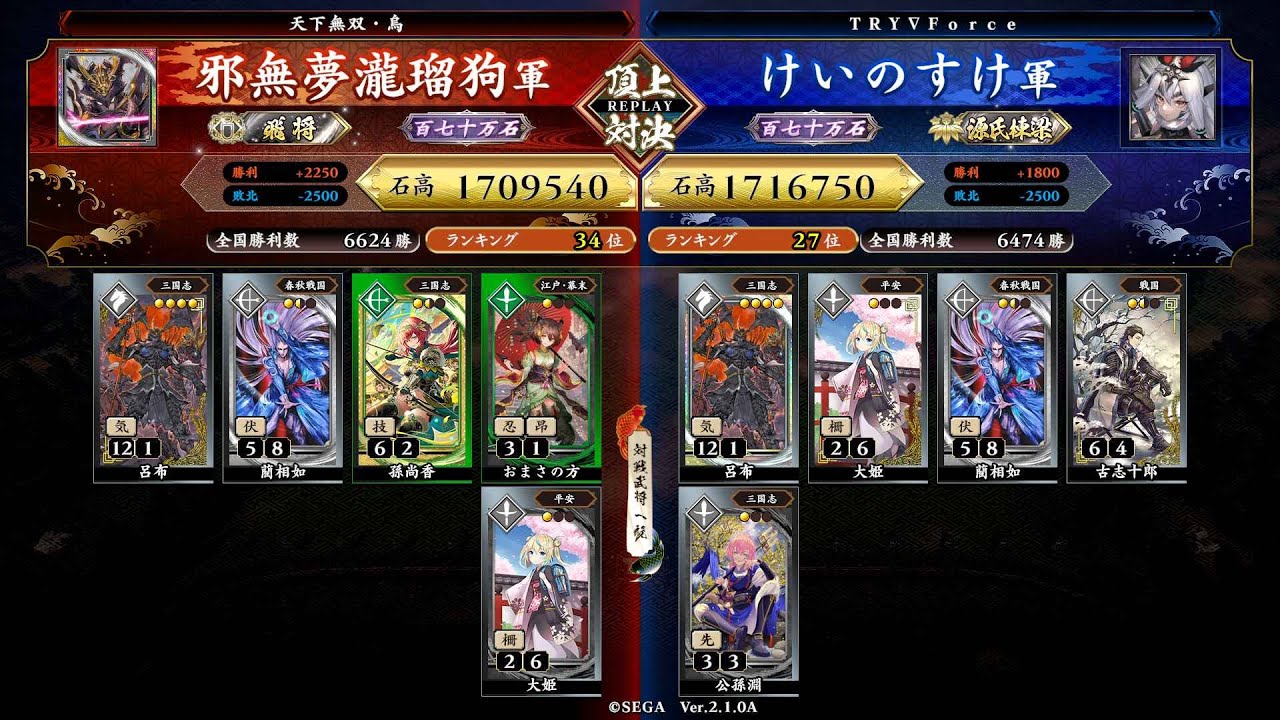 天下無双・鳥
TRY∇Force
邪無夢瀧瑠狗軍
頂上
REPLAY
対決
けいのすけ軍
飛将
百七十万石
百七十万石
源氏棟梁
勝利 +2250
敗北 -2500
石高 1709540
石高 1716750
勝利 +1800
敗北 -2500
全国勝利数 6624勝
ランキング 34位
ランキング 27位
全国勝利数 6474勝
三国志
気
12 1
呂布
春秋戦国
伏
5 8
藺相如
三国志
技
6 2
孫尚香
江戸・幕末
忍 昂
3 1
おまさの方
平安
柵
2 6
大姫
対戦武将一覧
三国志
気
12 1
呂布
平安
柵
2 6
大姫
春秋戦国
伏
5 8
藺相如
戦国
6 4
古志十郎
三国志
先
3 3
公孫淵
©SEGA Ver.2.1.0A